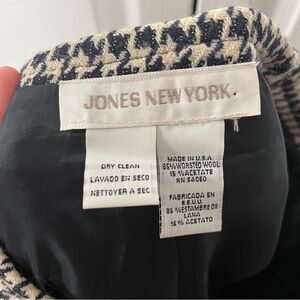 JONES NEW YORK.
DRY CLEAN
LAVADO EN SECO
NETTOYER A SEC
MADE IN U.S.A.
85% WORSTED WOOL
15 % ACETATE
RN 54050
FABRICADA EN
E.E.U.U.
85 % ESTAMBRE DE
LANA
15 % ACETATO